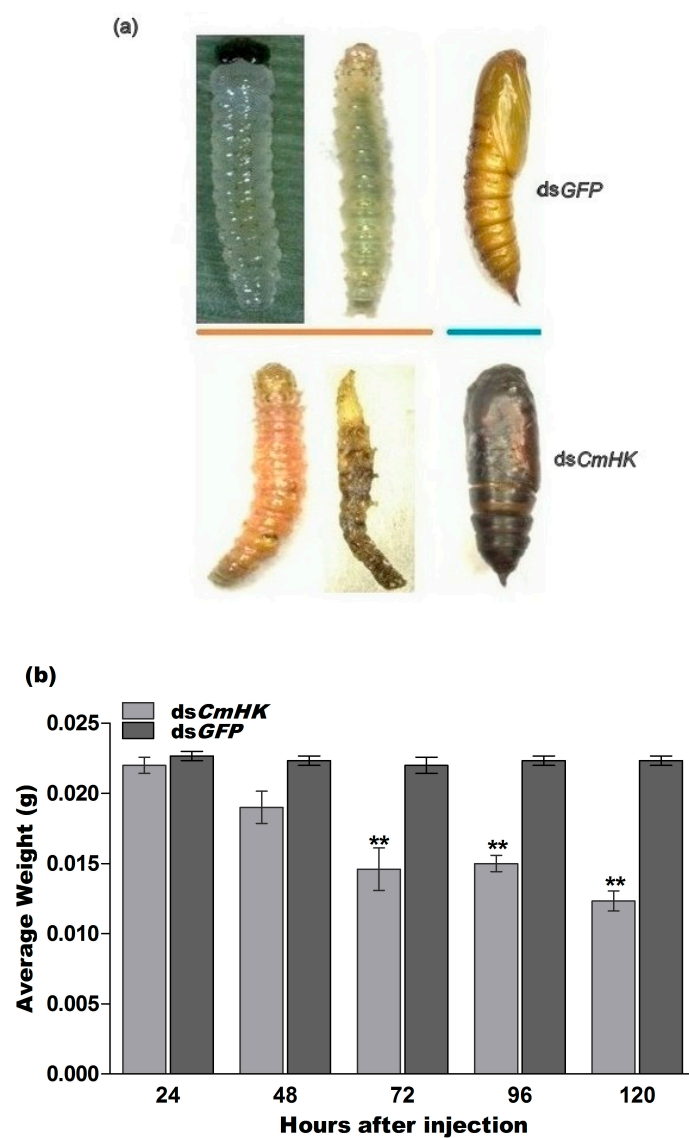 (a)
dsGFP
dsCmHK
(b)
dsCmHK
dsGFP
0.025
0.020
0.015
0.010
0.005
0.000
Average Weight (g)
**
**
**
24 48 72 96 120
Hours after injection